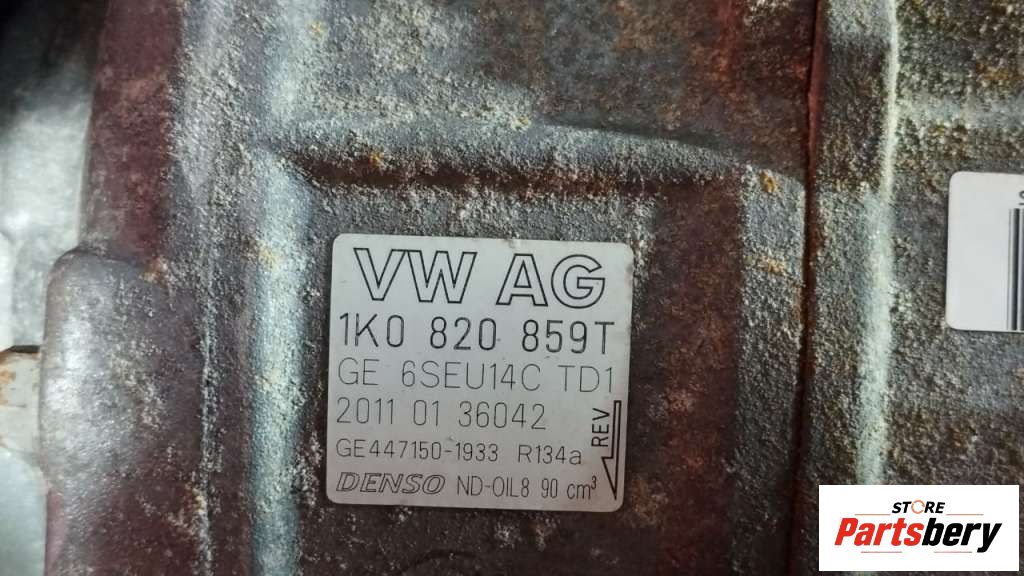 VW AG
1K0 820 859T
GE 6SEU14C TD1
2011 01 36042
GE447150-1933 R134a
DENSO ND-OIL8 90 cm³
REV
STORE
Partsbery